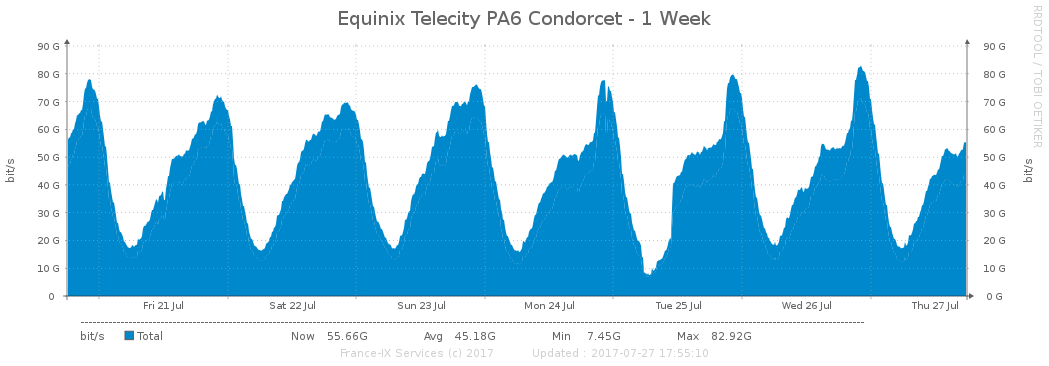 Equinix Telecity PA6 Condorcet - 1 Week
RRDTOOL / TOBI OETIKER
bit/s
bit/s
90 G 90 G
80 G 80 G
70 G 70 G
60 G 60 G
50 G 50 G
40 G 40 G
30 G 30 G
20 G 20 G
10 G 10 G
0 0 G
Fri 21 Jul Sat 22 Jul Sun 23 Jul Mon 24 Jul Tue 25 Jul Wed 26 Jul Thu 27 Jul
bit/s Total Now 55.66G Avg 45.18G Min 7.45G Max 82.92G
France-IX Services (c) 2017 Updated : 2017-07-27 17:55:10